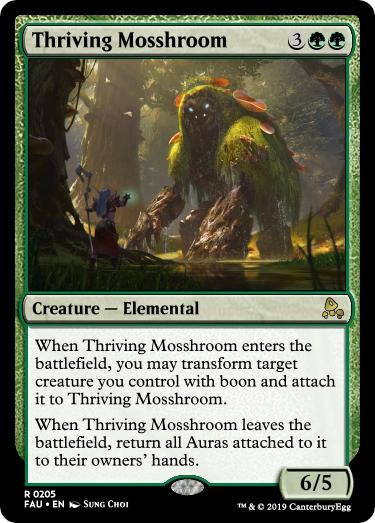 Thriving Mosshroom 3
Creature — Elemental
When Thriving Mosshroom enters the
battlefield, you may transform target
creature you control with boon and attach
it to Thriving Mosshroom.
When Thriving Mosshroom leaves the
battlefield, return all Auras attached to it
to their owners' hands.
6/5
R 0205
FAU • EN Sung Choi
™ & © 2019 CanterburyEgg